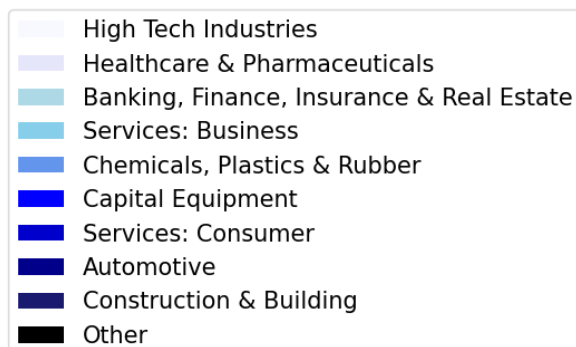 High Tech Industries
Healthcare & Pharmaceuticals
Banking, Finance, Insurance & Real Estate
Services: Business
Chemicals, Plastics & Rubber
Capital Equipment
Services: Consumer
Automotive
Construction & Building
Other